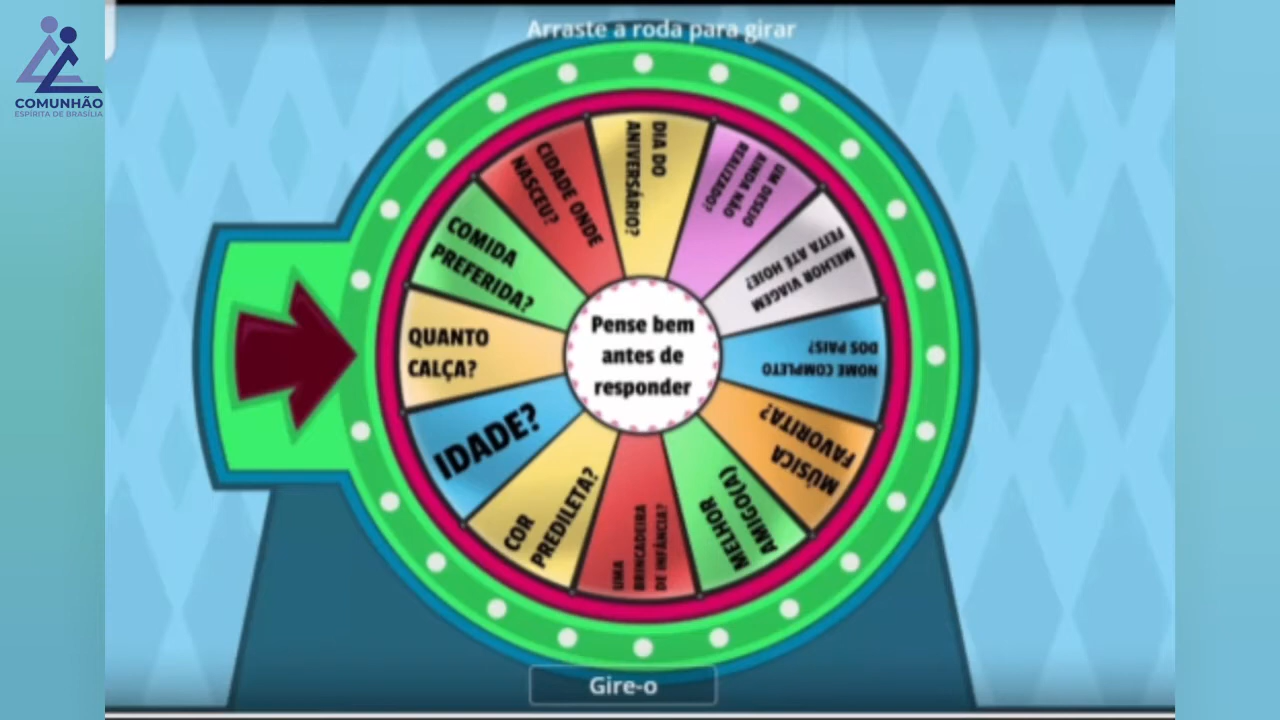 COMUNHÃO
ESPÍRITA DE BRASÍLIA
Arraste a roda para girar
DIA DO
ANIVERSÁRIO?
UM DESEJO
AINDA NÃO
REALIZADO?
MELHOR VIAGEM
FEITA ATÉ HOJE?
NOME COMPLETO
DOS PAIS?
MÚSICA
FAVORITA?
MELHOR
AMIGO(A)
UMA
BRINCADEIRA
DE INFÂNCIA?
COR
PREDILETA?
IDADE?
QUANTO
CALÇA?
COMIDA
PREFERIDA?
CIDADE ONDE
NASCEU?
Pense bem
antes de
responder
Gire-o